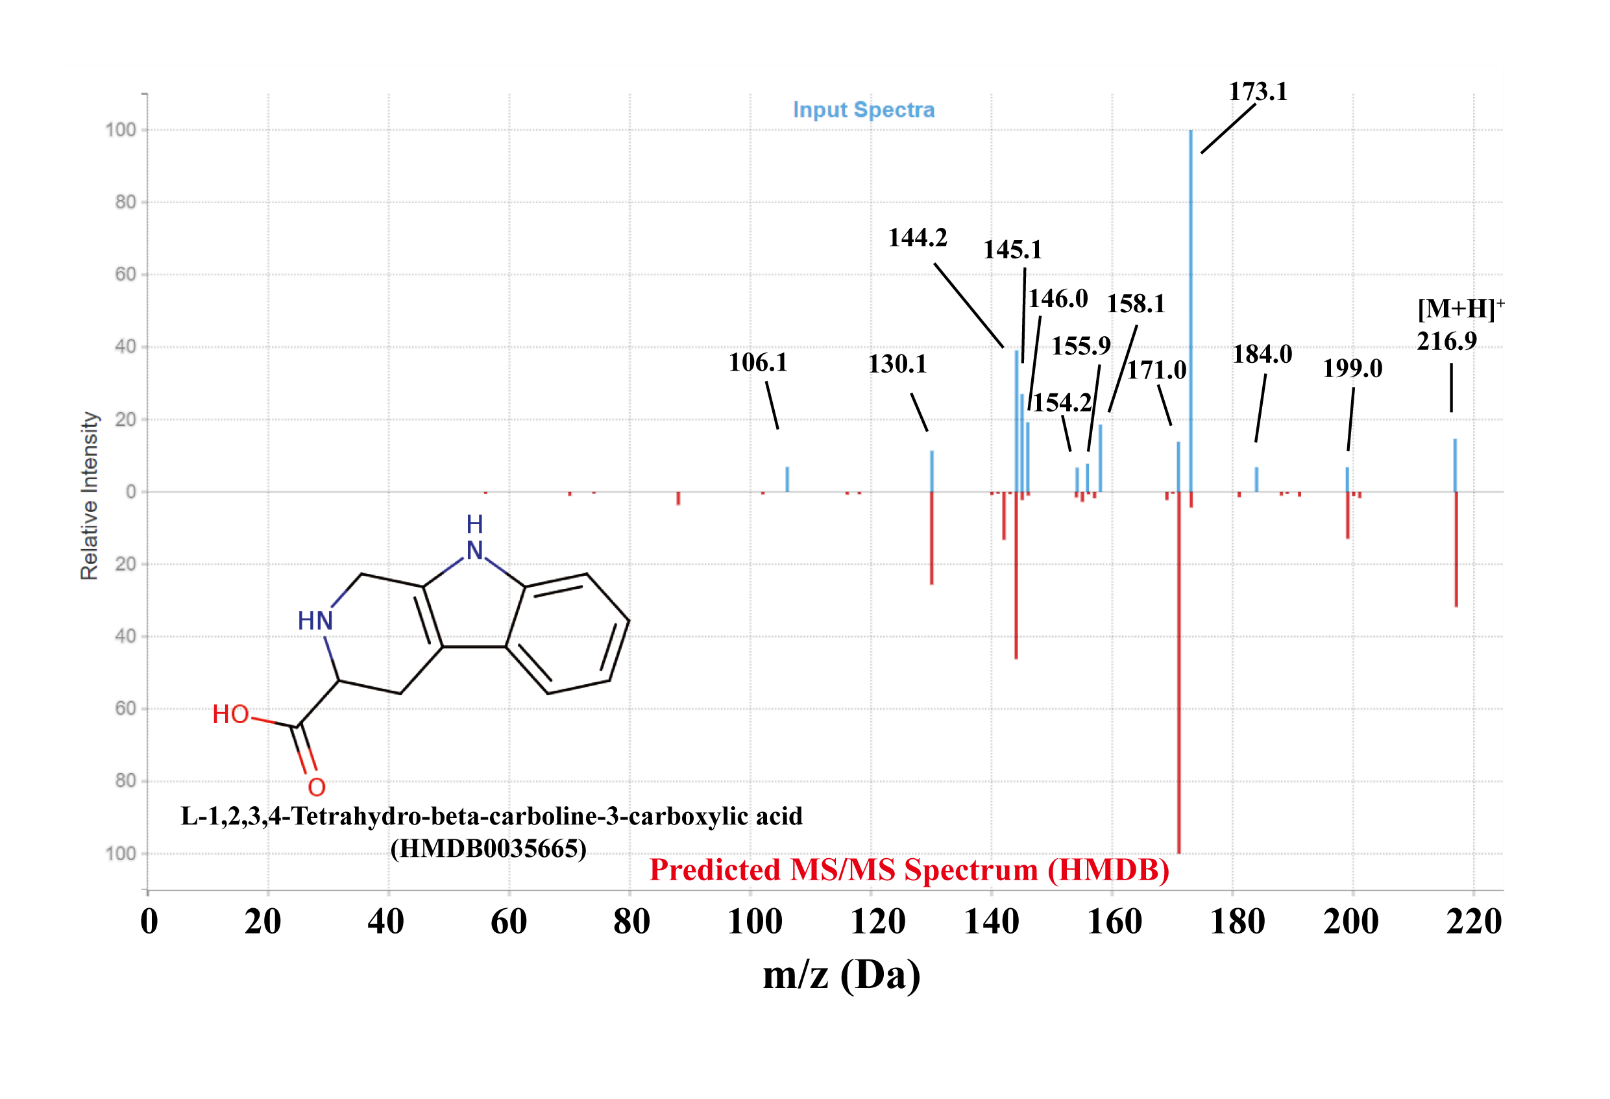 Input Spectra
173.1
144.2
145.1
146.0
158.1
[M+H]+
216.9
106.1
130.1
155.9
154.2
171.0
184.0
199.0
Relative Intensity
100
80
60
40
20
0
20
40
60
80
100
H
N
HN
HO
O
L-1,2,3,4-Tetrahydro-beta-carboline-3-carboxylic acid
(HMDB0035665)
Predicted MS/MS Spectrum (HMDB)
0 20 40 60 80 100 120 140 160 180 200 220
m/z (Da)